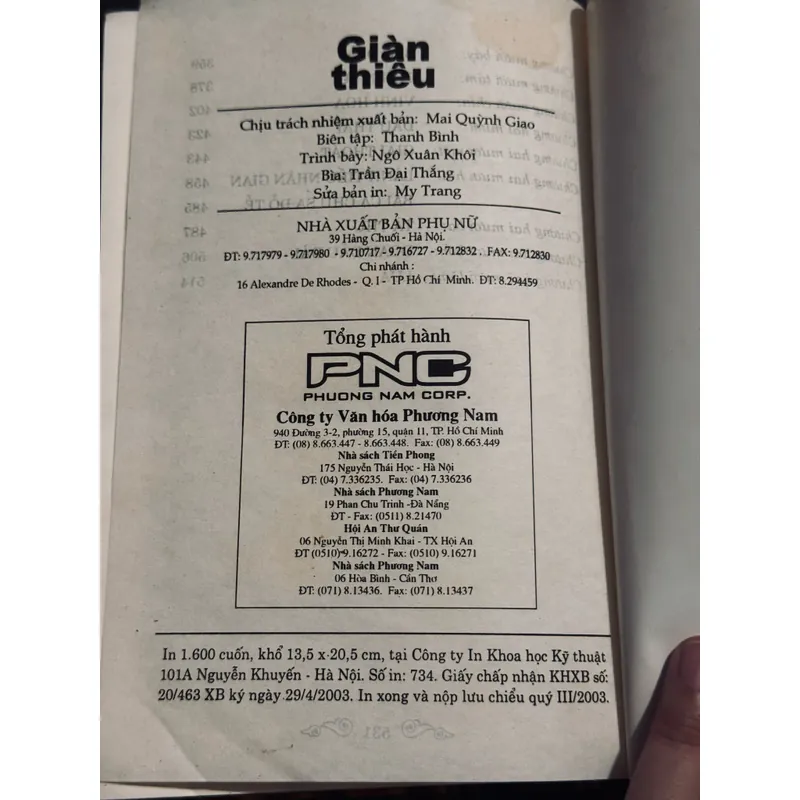 Giàn
thiêu
Chịu trách nhiệm xuất bản: Mai Quỳnh Giao
Biên tập: Thanh Bình
Trình bày: Ngô Xuân Khôi
Bìa: Trần Đại Thắng
Sửa bản in: My Trang
NHÀ XUẤT BẢN PHỤ NỮ
39 Hàng Chuối - Hà Nội.
ĐT: 9.717979 - 9.717980 - 9.710717 - 9.716727 - 9.712832 . FAX: 9.712830
Chi nhánh :
16 Alexandre De Rhodes - Q. I - TP Hồ Chí Minh. ĐT: 8.294459
Tổng phát hành
PNC
PHUONG NAM CORP.
Công ty Văn hóa Phương Nam
940 Đường 3-2, phường 15, quận 11, TP. Hồ Chí Minh
ĐT: (08) 8.663.447 - 8.663.448. Fax: (08) 8.663.449
Nhà sách Tiền Phong
175 Nguyễn Thái Học - Hà Nội
ĐT: (04) 7.336235. Fax: (04) 7.336236
Nhà sách Phương Nam
19 Phan Chu Trinh -Đà Nẵng
ĐT - Fax: (0511) 8.21470
Hội An Thư Quán
06 Nguyễn Thị Minh Khai - TX Hội An
ĐT (0510)-9.16272 - Fax: (0510) 9.16271
Nhà sách Phương Nam
06 Hòa Bình - Cần Thơ
ĐT: (071) 8.13436. Fax: (071) 8.13437
In 1.600 cuốn, khổ 13,5 x 20,5 cm, tại Công ty In Khoa học Kỹ thuật
101A Nguyễn Khuyến - Hà Nội. Số in: 734. Giấy chấp nhận KHXB số:
20/463 XB ký ngày 29/4/2003. In xong và nộp lưu chiểu quý III/2003.